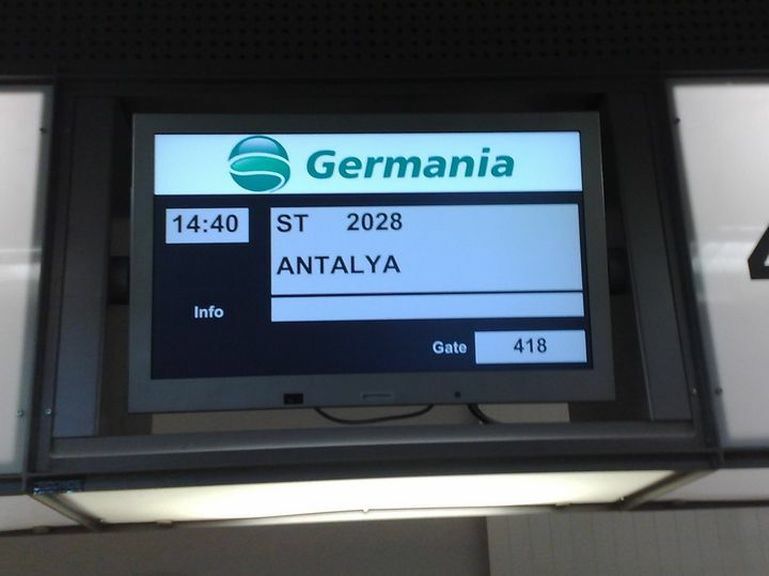 Germania
14:40
ST 2028
ANTALYA
Info
Gate 418